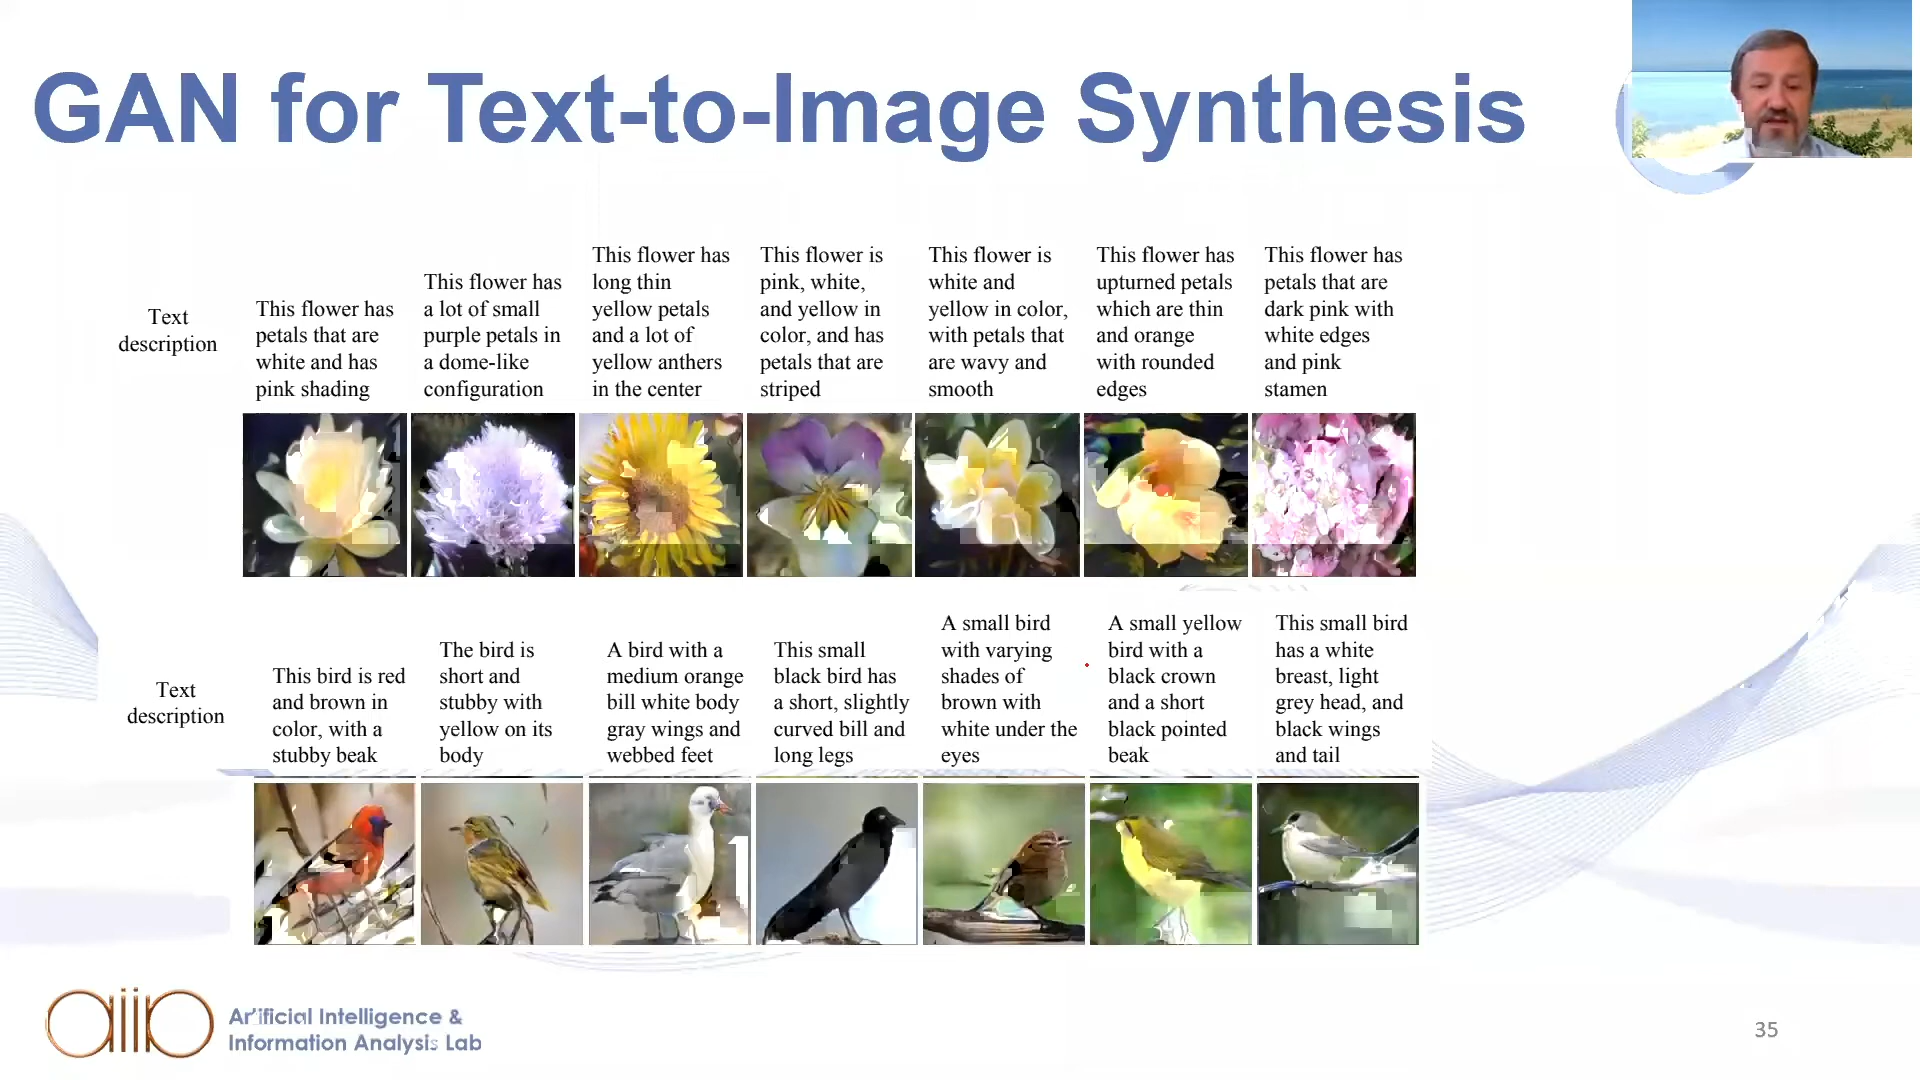 GAN for Text-to-Image Synthesis
Text
description
This flower has
petals that are
white and has
pink shading
This flower has
a lot of small
purple petals in
a dome-like
configuration
This flower has
long thin
yellow petals
and a lot of
yellow anthers
in the center
This flower is
pink, white,
and yellow in
color, and has
petals that are
striped
This flower is
white and
yellow in color,
with petals that
are wavy and
smooth
This flower has
upturned petals
which are thin
and orange
with rounded
edges
This flower has
petals that are
dark pink with
white edges
and pink
stamen
Text
description
This bird is red
and brown in
color, with a
stubby beak
The bird is
short and
stubby with
yellow on its
body
A bird with a
medium orange
bill white body
gray wings and
webbed feet
This small
black bird has
a short, slightly
curved bill and
long legs
A small bird
with varying
shades of
brown with
white under the
eyes
A small yellow
bird with a
black crown
and a short
black pointed
beak
This small bird
has a white
breast, light
grey head, and
black wings
and tail
aiia
Artificial Intelligence &
Information Analysis Lab
35